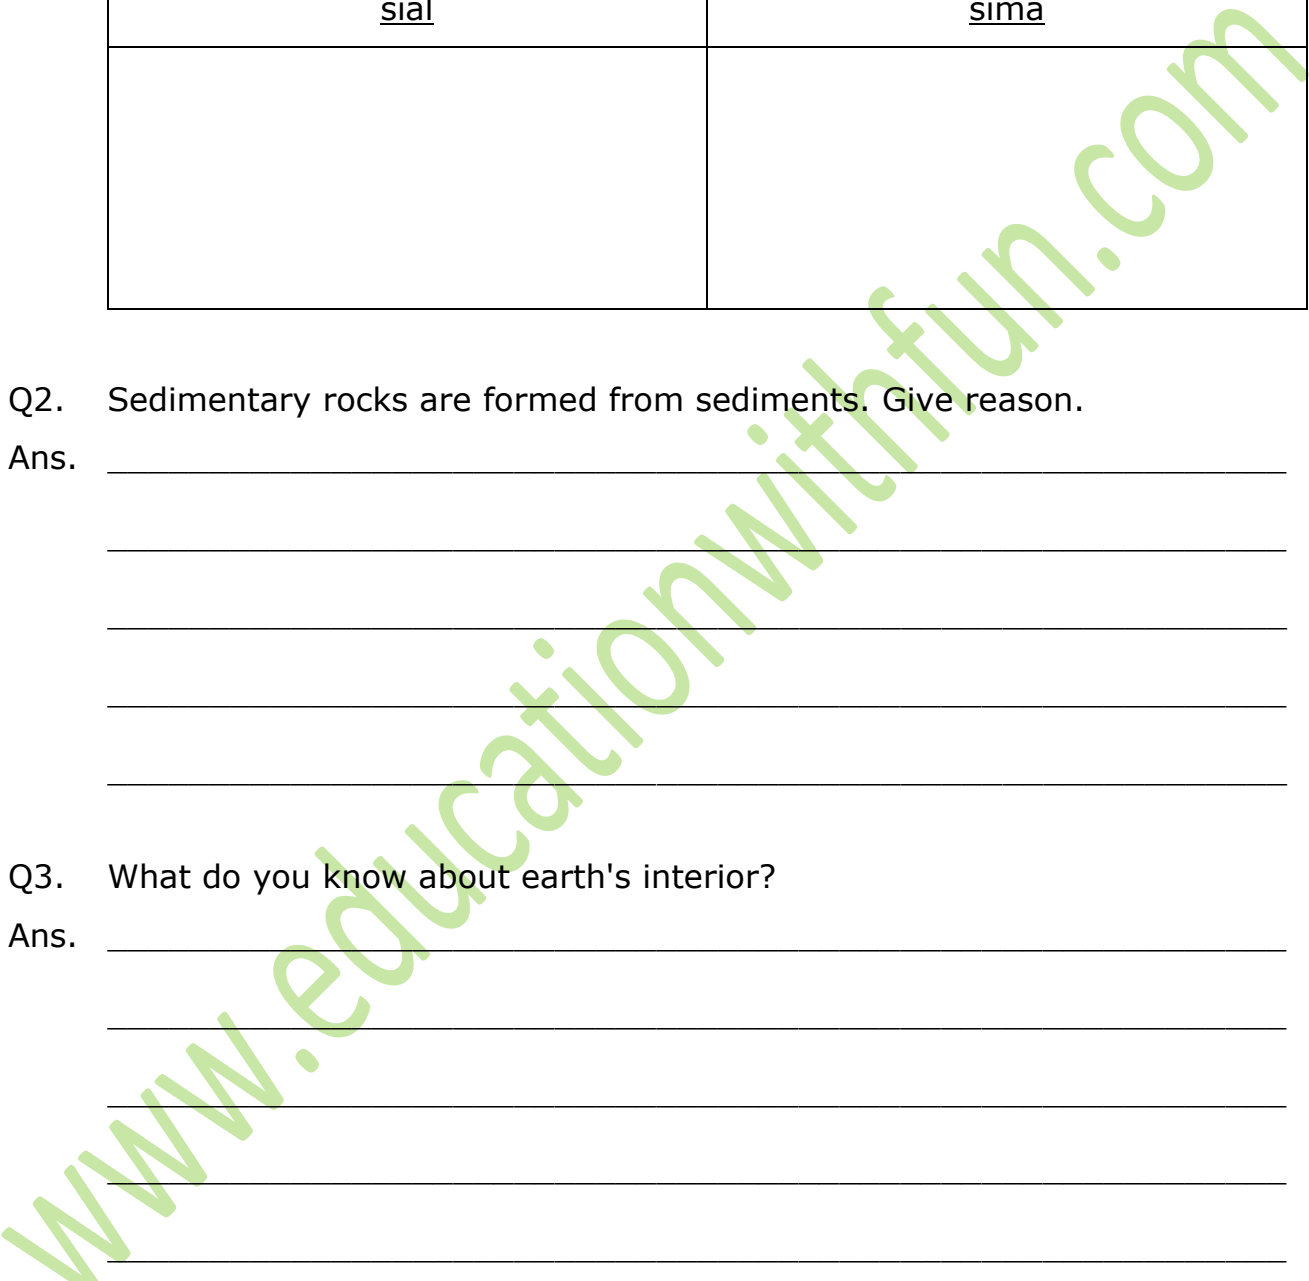 sial sima
Q2. Sedimentary rocks are formed from sediments. Give reason.
Ans.
Q3. What do you know about earth's interior?
Ans.
www.educationwithfun.com